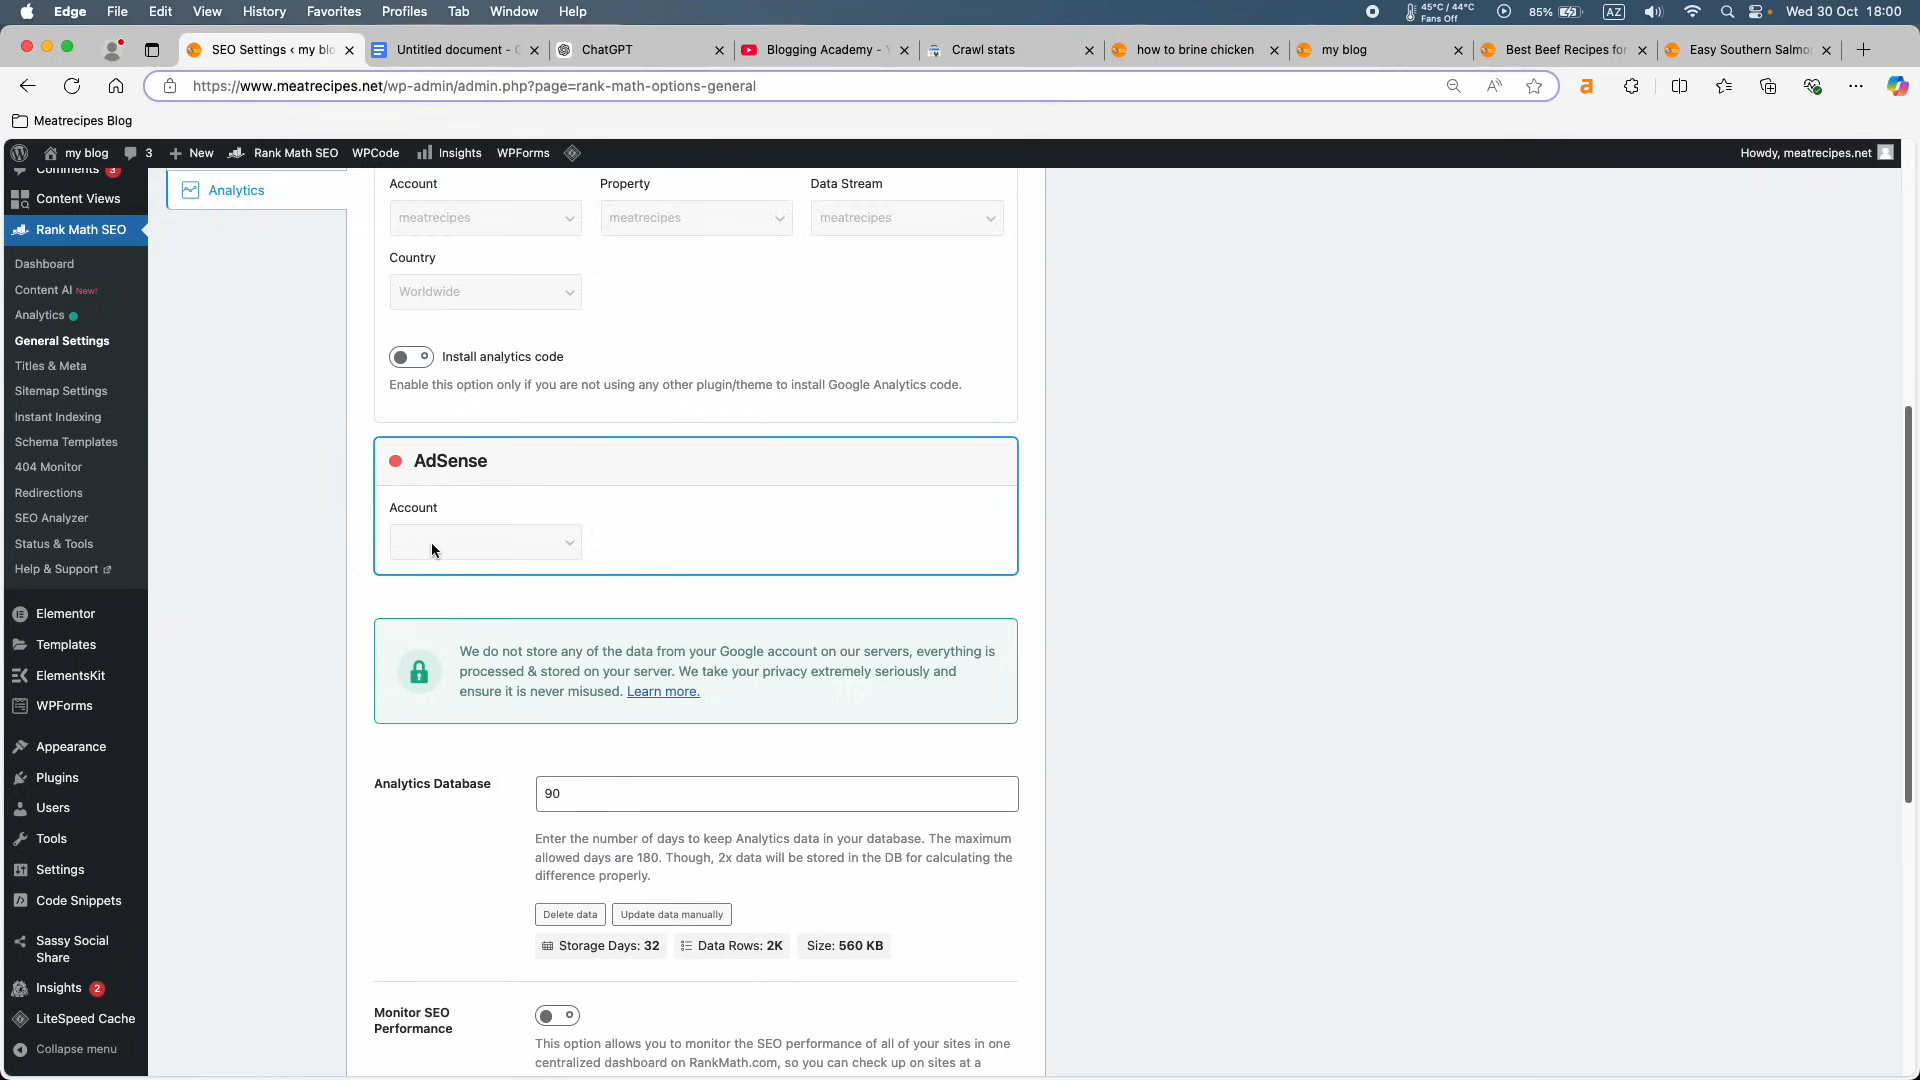 Edge File Edit View History Favorites Profiles Tab Window Help 45°C / 44°C Fans Off 85% AZ Wed 30 Oct 18:00
SEO Settings ‹ my blo Untitled document - G ChatGPT Blogging Academy - Y Crawl stats how to brine chicken my blog Best Beef Recipes for Easy Southern Salmo
https://www.meatrecipes.net/wp-admin/admin.php?page=rank-math-options-general
Meatrecipes Blog
my blog 3 New Rank Math SEO WPCode Insights WPForms Howdy, meatrecipes.net
Comments 3
Content Views
Rank Math SEO
Dashboard
Content AI New!
Analytics
General Settings
Titles & Meta
Sitemap Settings
Instant Indexing
Schema Templates
404 Monitor
Redirections
SEO Analyzer
Status & Tools
Help & Support
Elementor
Templates
ElementsKit
WPForms
Appearance
Plugins
Users
Tools
Settings
Code Snippets
Sassy Social
Share
Insights 2
LiteSpeed Cache
Collapse menu
Analytics
Account Property Data Stream
meatrecipes meatrecipes meatrecipes
Country
Worldwide
Install analytics code
Enable this option only if you are not using any other plugin/theme to install Google Analytics code.
AdSense
Account
We do not store any of the data from your Google account on our servers, everything is
processed & stored on your server. We take your privacy extremely seriously and
ensure it is never misused. Learn more.
Analytics Database 90
Enter the number of days to keep Analytics data in your database. The maximum
allowed days are 180. Though, 2x data will be stored in the DB for calculating the
difference properly.
Delete data Update data manually
Storage Days: 32 Data Rows: 2K Size: 560 KB
Monitor SEO
Performance
This option allows you to monitor the SEO performance of all of your sites in one
centralized dashboard on RankMath.com, so you can check up on sites at a